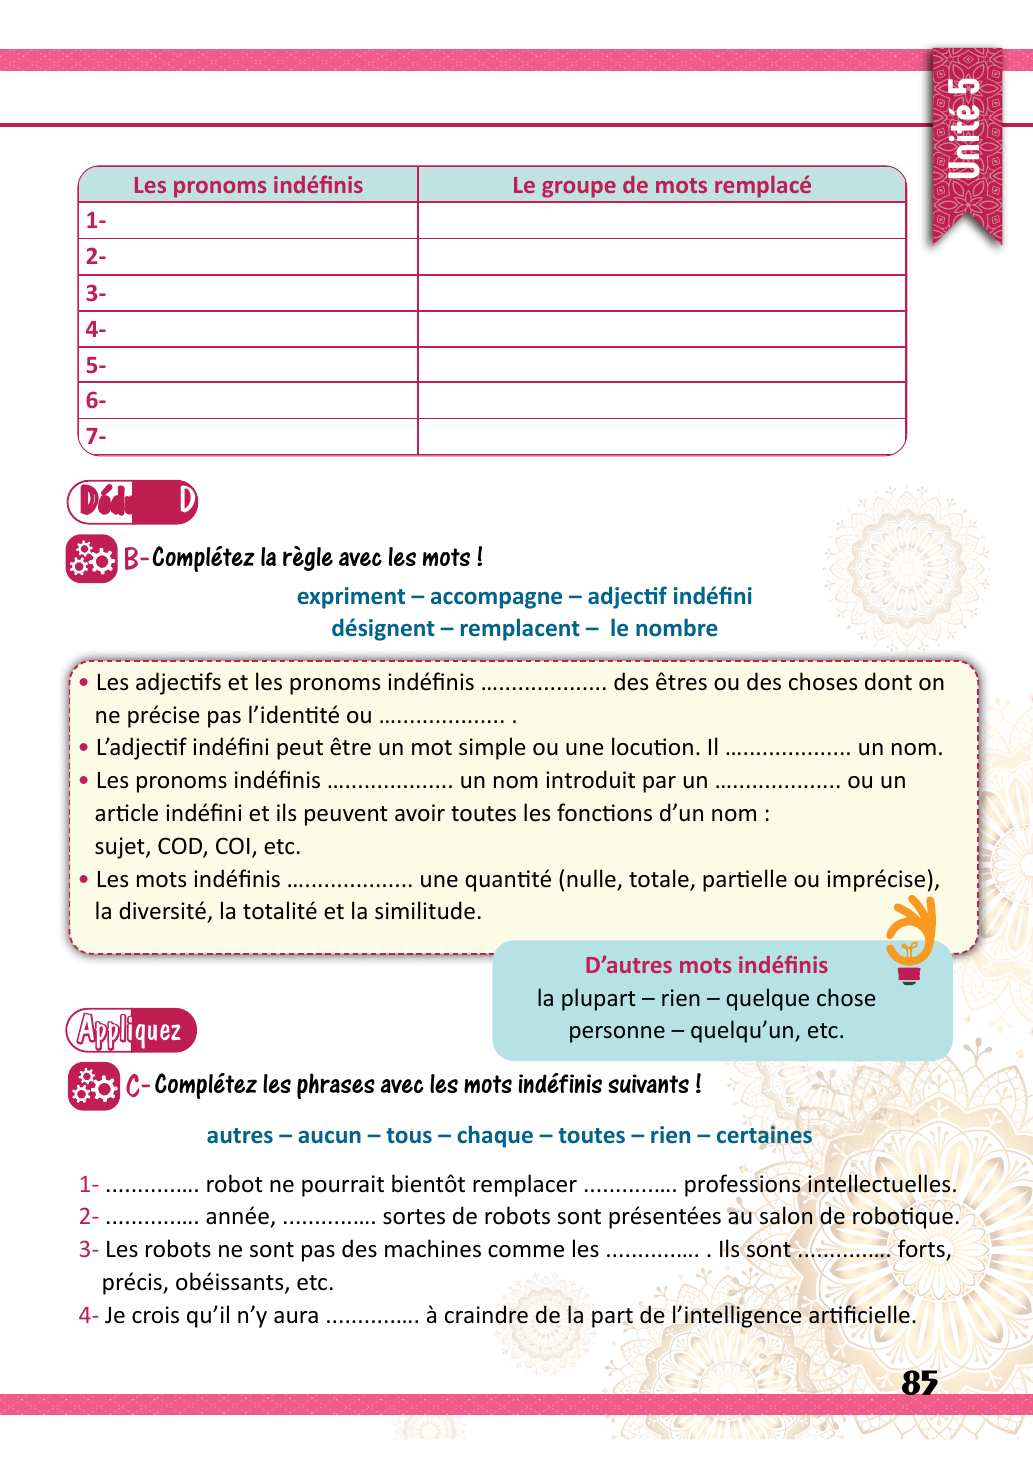 Unité 5
Les pronoms indéfinis Le groupe de mots remplacé
1-
2-
3-
4-
5-
6-
7-
B- Complétez la règle avec les mots !
expriment – accompagne – adjectif indéfini
désignent – remplacent – le nombre
• Les adjectifs et les pronoms indéfinis .................... des êtres ou des choses dont on
ne précise pas l’identité ou .................... .
• L’adjectif indéfini peut être un mot simple ou une locution. Il .................... un nom.
• Les pronoms indéfinis .................... un nom introduit par un .................... ou un
article indéfini et ils peuvent avoir toutes les fonctions d’un nom :
sujet, COD, COI, etc.
• Les mots indéfinis .................... une quantité (nulle, totale, partielle ou imprécise),
la diversité, la totalité et la similitude.
D’autres mots indéfinis
la plupart – rien – quelque chose
personne – quelqu’un, etc.
Appliquez
C- Complétez les phrases avec les mots indéfinis suivants !
autres – aucun – tous – chaque – toutes – rien – certaines
1- ............... robot ne pourrait bientôt remplacer ............... professions intellectuelles.
2- ............... année, ............... sortes de robots sont présentées au salon de robotique.
3- Les robots ne sont pas des machines comme les ............... . Ils sont ............... forts,
précis, obéissants, etc.
4- Je crois qu’il n’y aura ............... à craindre de la part de l’intelligence artificielle.
85